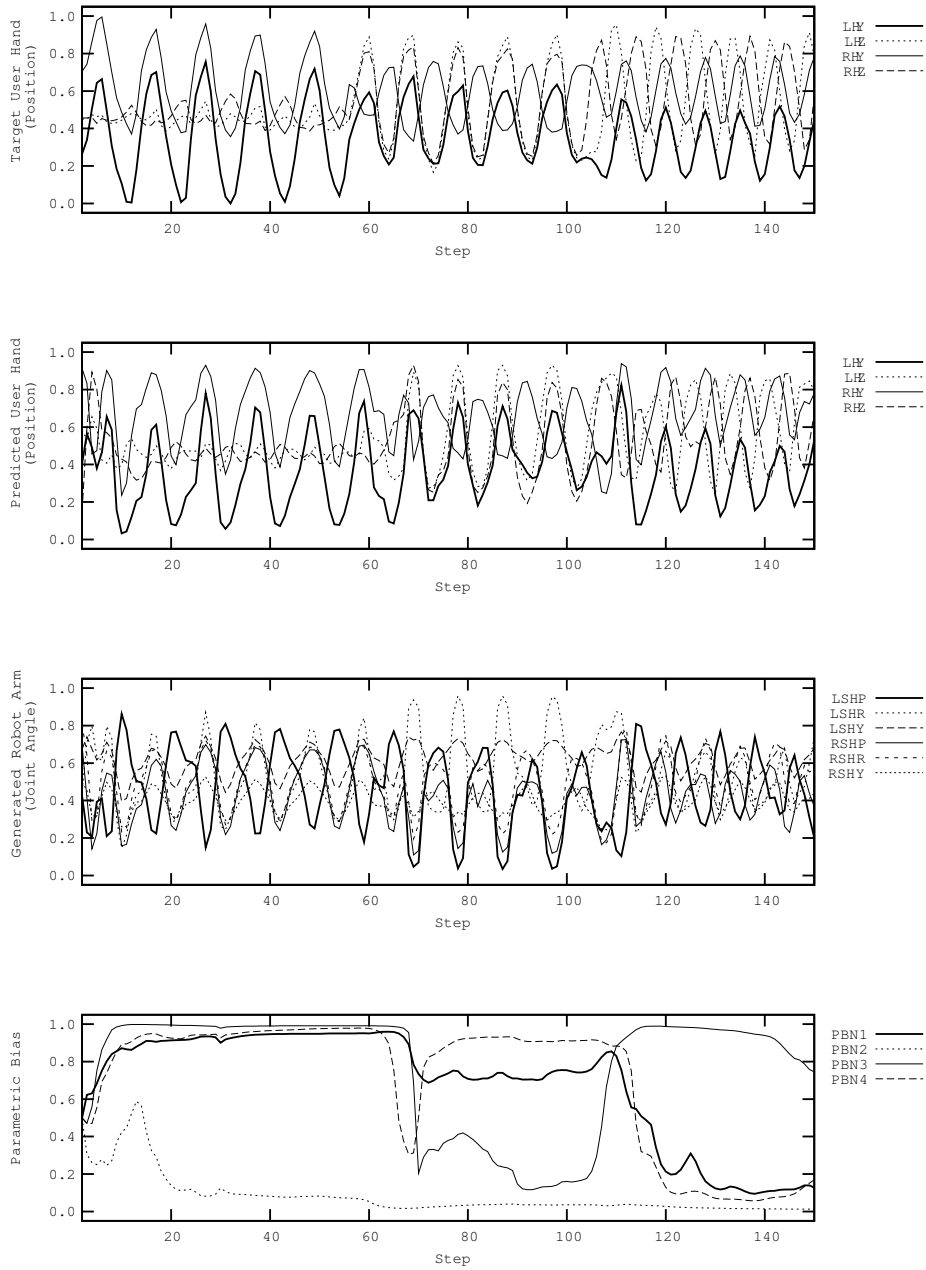 Target User Hand
(Position)
1.0
0.8
0.6
0.4
0.2
0.0
20
40
60
80
100
120
140
Step
LHY
LHZ
RHY
RHZ
Predicted User Hand
(Position)
1.0
0.8
0.6
0.4
0.2
0.0
20
40
60
80
100
120
140
Step
LHY
LHZ
RHY
RHZ
Generated Robot Arm
(Joint Angle)
1.0
0.8
0.6
0.4
0.2
0.0
20
40
60
80
100
120
140
Step
LSHP
LSHR
LSHY
RSHP
RSHR
RSHY
Parametric Bias
1.0
0.8
0.6
0.4
0.2
0.0
20
40
60
80
100
120
140
Step
PBN1
PBN2
PBN3
PBN4